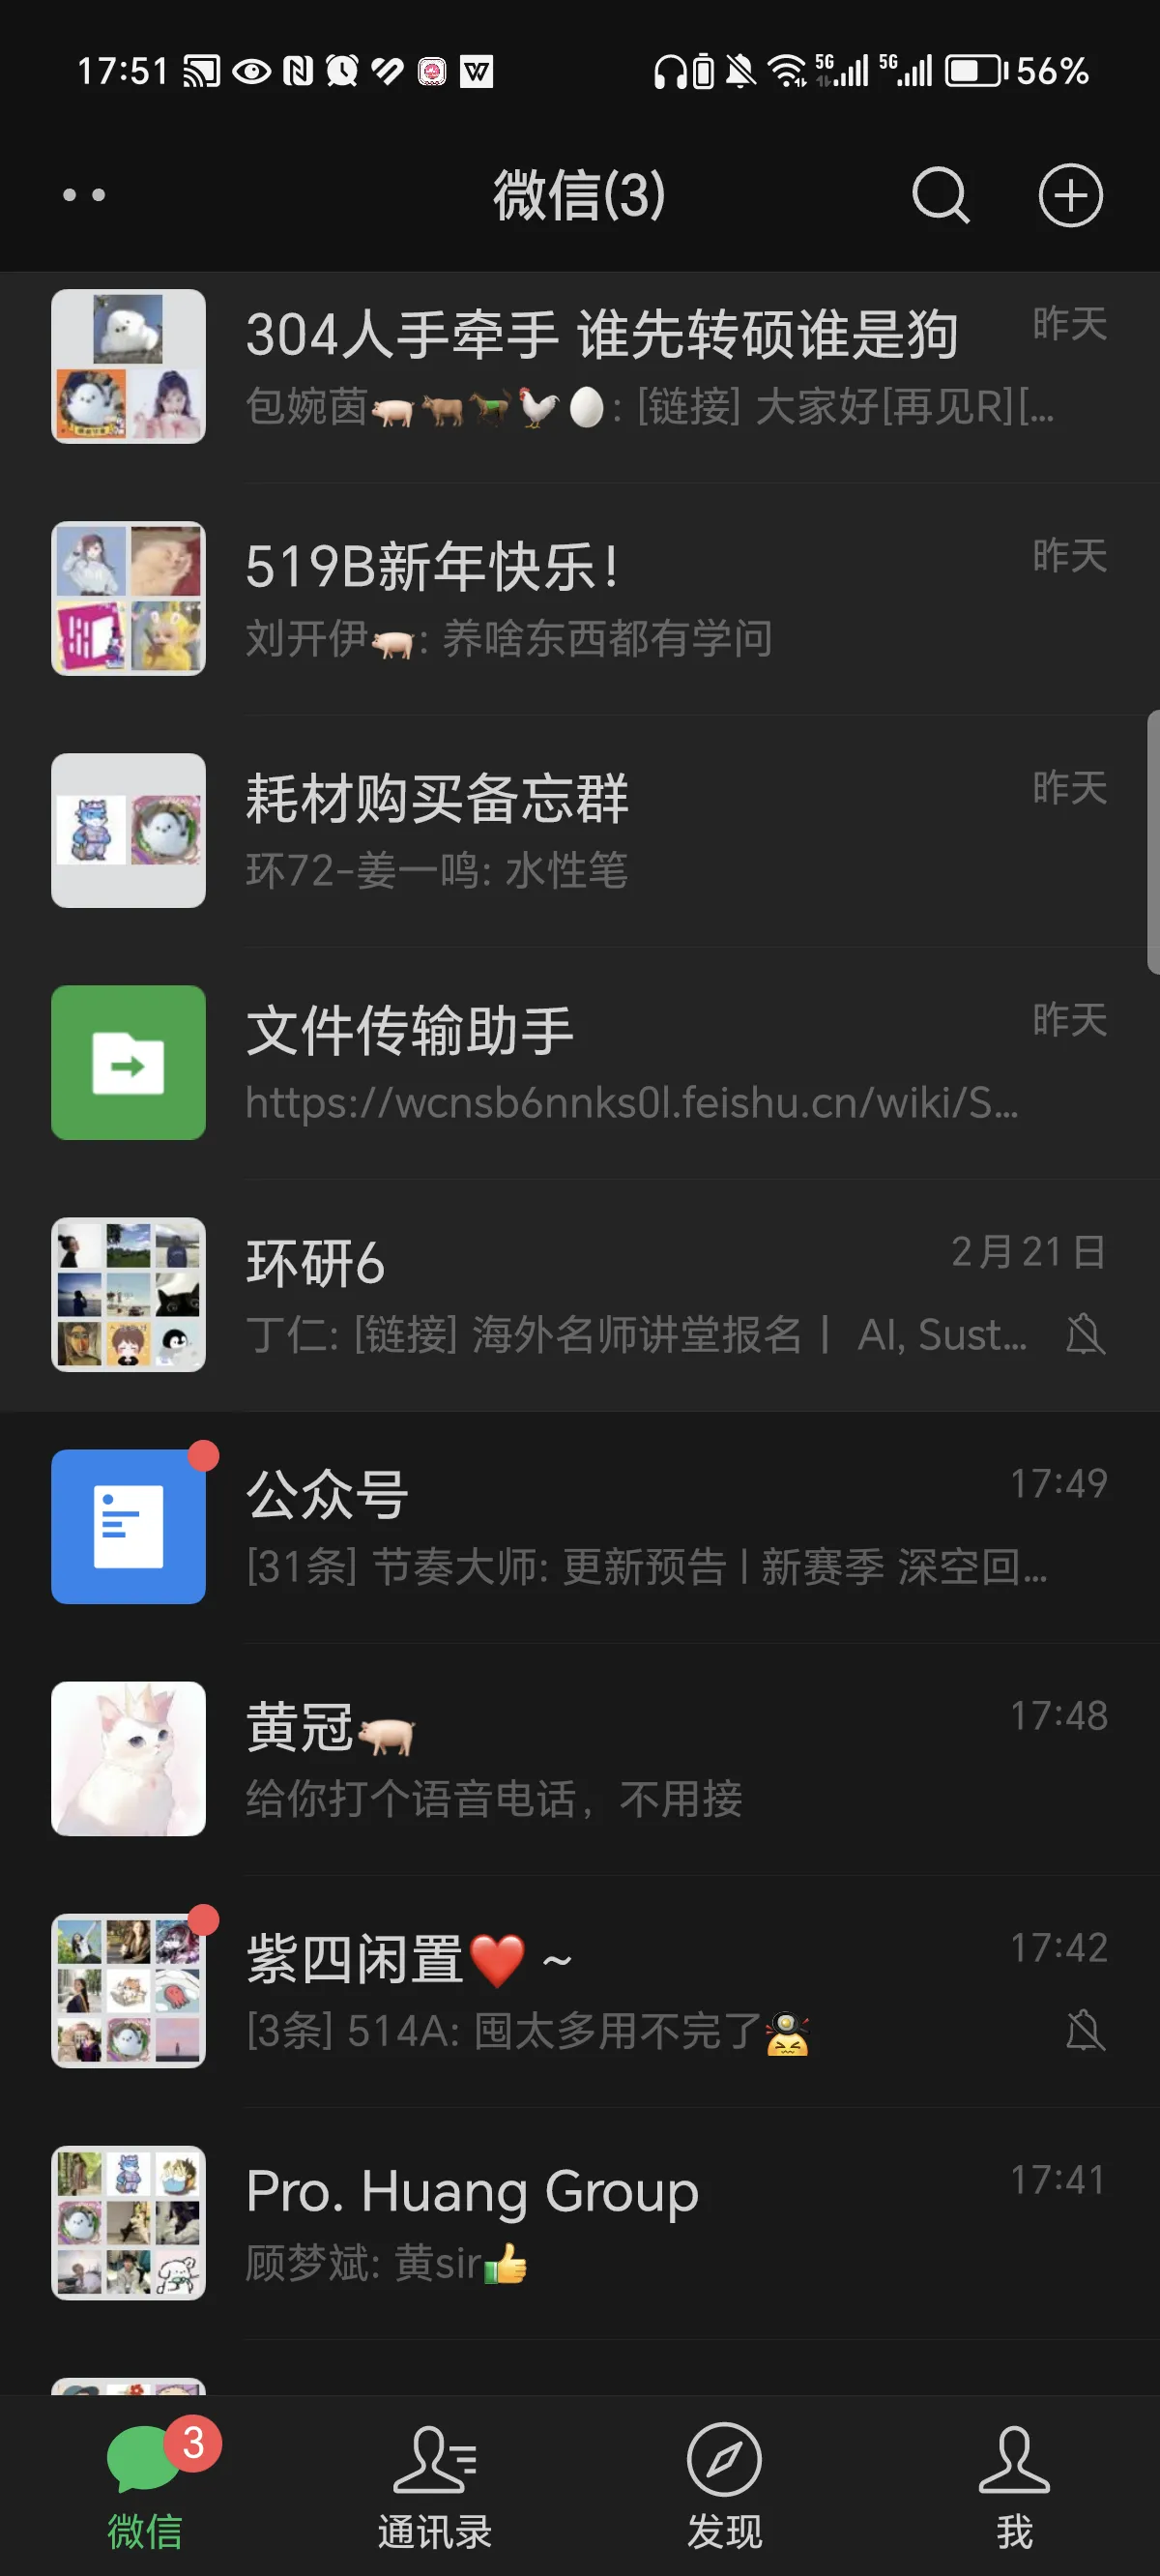 17:51 5G 5G 56%
微信(3)
304人手牵手 谁先转硕谁是狗 昨天
包婉茵🐖🐂🐎🐓🥚: [链接] 大家好[再见R][...
519B新年快乐! 昨天
刘开伊🐖: 养啥东西都有学问
耗材购买备忘群 昨天
环72-姜一鸣: 水性笔
文件传输助手 昨天
https://wcnsb6nnks0l.feishu.cn/wiki/S...
环研6 2月21日
丁仁: [链接] 海外名师讲堂报名丨 AI, Sust...
公众号 17:49
[31条] 节奏大师: 更新预告 | 新赛季 深空回...
黄冠🐖 17:48
给你打个语音电话，不用接
紫四闲置❤️ ~ 17:42
[3条] 514A: 囤太多用不完了
Pro. Huang Group 17:41
顾梦斌: 黄sir👍
3
微信 通讯录 发现 我